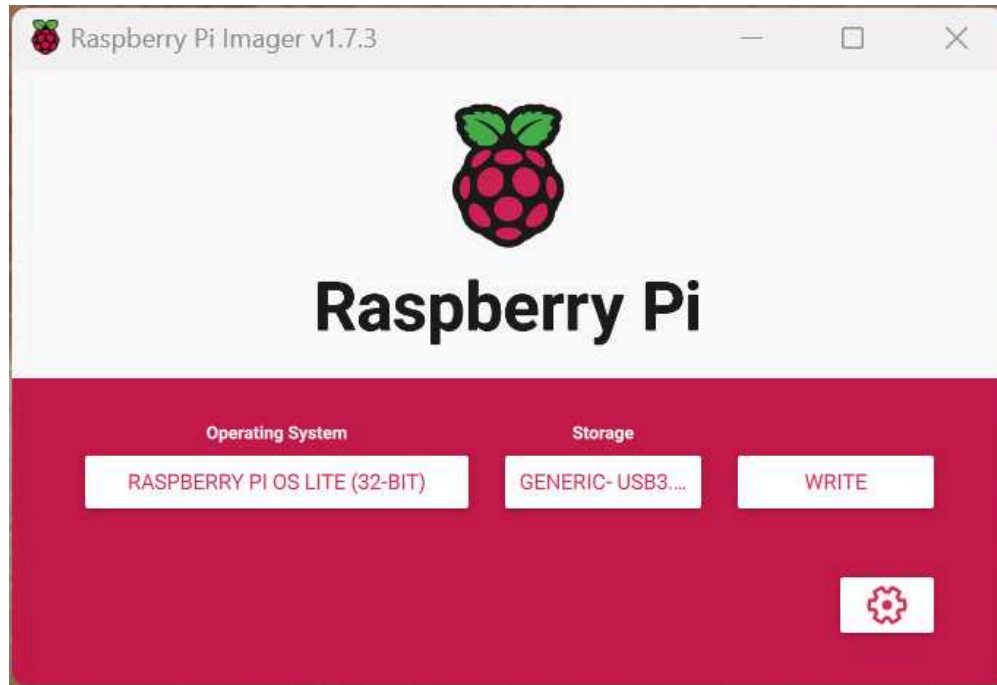 Raspberry Pi Imager v1.7.3
Raspberry Pi
Operating System
Storage
RASPBERRY PI OS LITE (32-BIT)
GENERIC- USB3....
WRITE